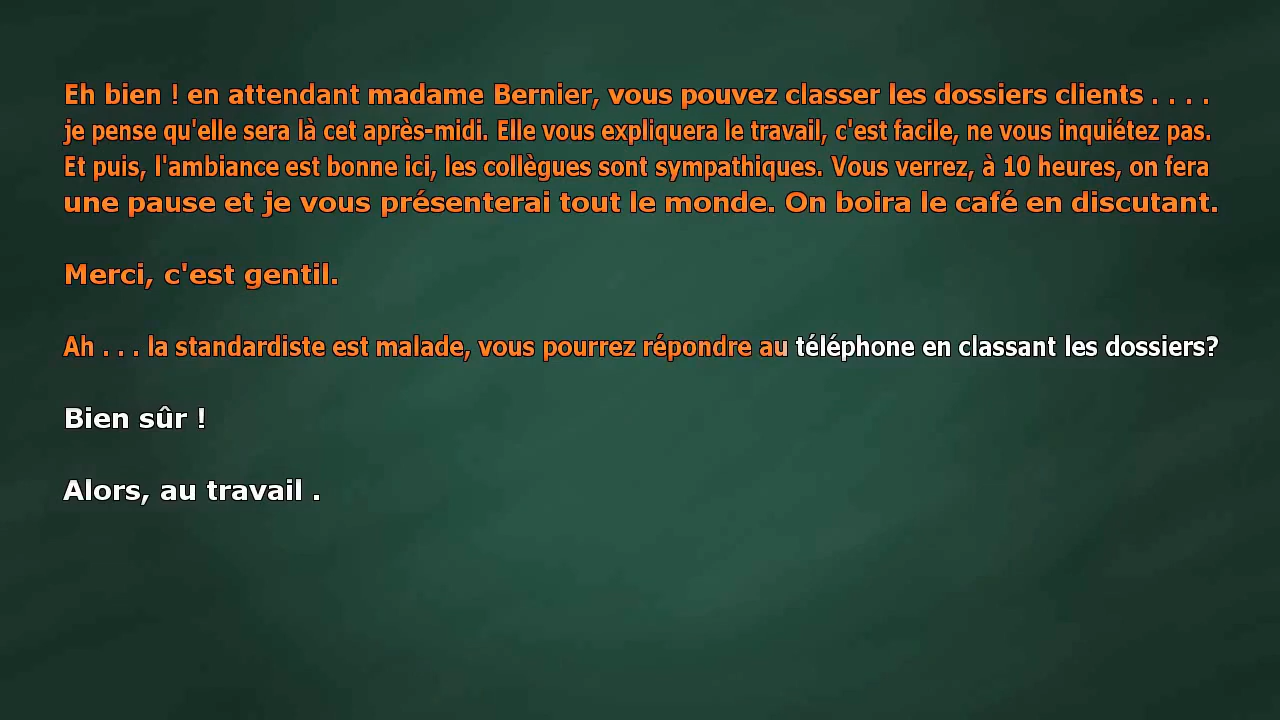 Eh bien ! en attendant madame Bernier, vous pouvez classer les dossiers clients . . . .
je pense qu'elle sera là cet après-midi. Elle vous expliquera le travail, c'est facile, ne vous inquiétez pas.
Et puis, l'ambiance est bonne ici, les collègues sont sympathiques. Vous verrez, à 10 heures, on fera
une pause et je vous présenterai tout le monde. On boira le café en discutant.
Merci, c'est gentil.
Ah . . . la standardiste est malade, vous pourrez répondre au téléphone en classant les dossiers?
Bien sûr !
Alors, au travail .